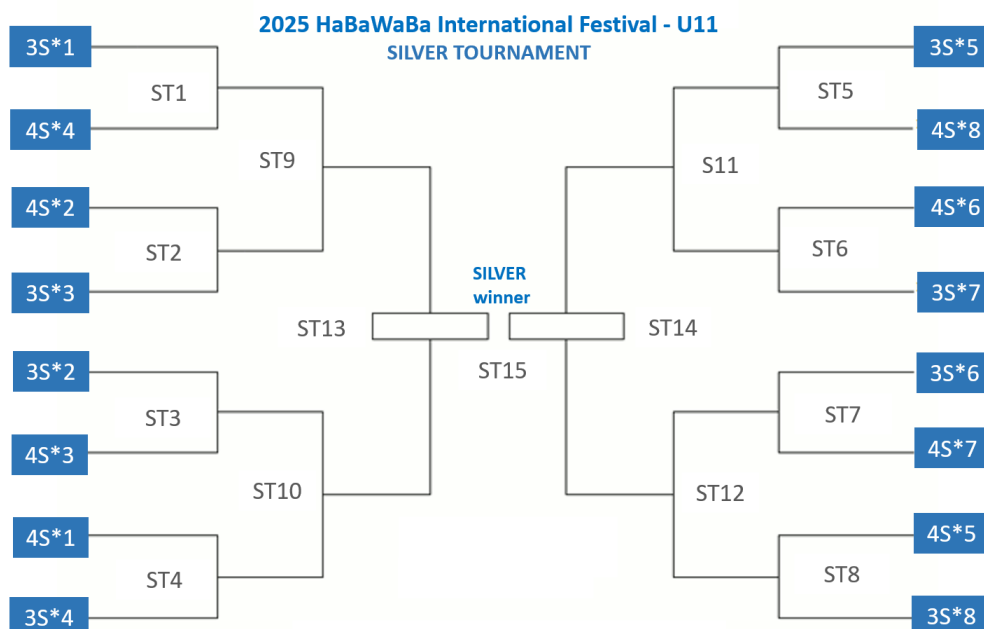 2025 HaBaWaBa International Festival - U11
SILVER TOURNAMENT
3S*1
ST1
4S*4
ST9
4S*2
ST2
3S*3
ST13
3S*2
ST3
4S*3
ST10
4S*1
ST4
3S*4
SILVER
winner
ST15
3S*5
ST5
4S*8
S11
4S*6
ST6
3S*7
ST14
3S*6
ST7
4S*7
ST12
4S*5
ST8
3S*8